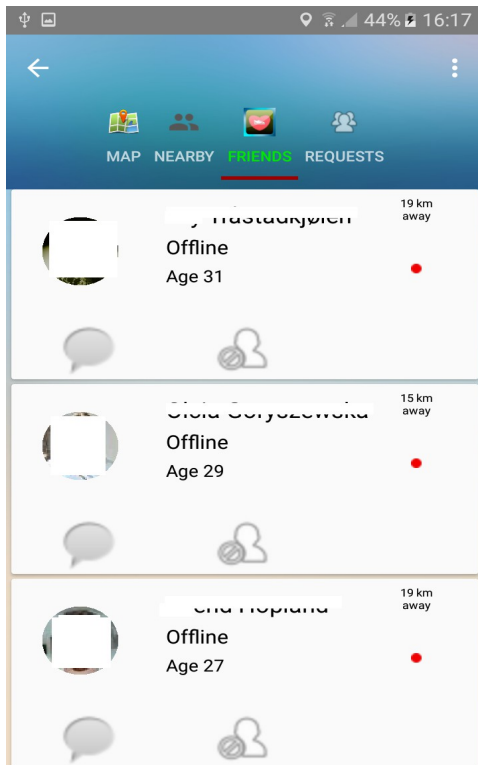 44% 16:17
MAP NEARBY FRIENDS REQUESTS
19 km
away
Offline
Age 31
15 km
away
Offline
Age 29
19 km
away
Offline
Age 27